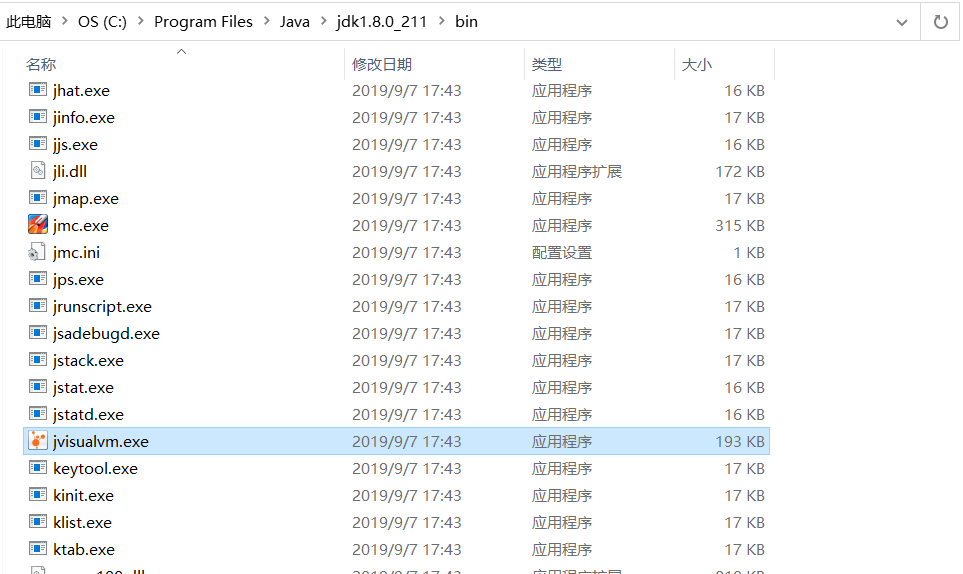 此电脑 > OS (C:) > Program Files > Java > jdk1.8.0_211 > bin
名称 修改日期 类型 大小
jhat.exe 2019/9/7 17:43 应用程序 16 KB
jinfo.exe 2019/9/7 17:43 应用程序 17 KB
jjs.exe 2019/9/7 17:43 应用程序 16 KB
jli.dll 2019/9/7 17:43 应用程序扩展 172 KB
jmap.exe 2019/9/7 17:43 应用程序 17 KB
jmc.exe 2019/9/7 17:43 应用程序 315 KB
jmc.ini 2019/9/7 17:43 配置设置 1 KB
jps.exe 2019/9/7 17:43 应用程序 16 KB
jrunscript.exe 2019/9/7 17:43 应用程序 17 KB
jsadebugd.exe 2019/9/7 17:43 应用程序 17 KB
jstack.exe 2019/9/7 17:43 应用程序 17 KB
jstat.exe 2019/9/7 17:43 应用程序 16 KB
jstatd.exe 2019/9/7 17:43 应用程序 16 KB
jvisualvm.exe 2019/9/7 17:43 应用程序 193 KB
keytool.exe 2019/9/7 17:43 应用程序 17 KB
kinit.exe 2019/9/7 17:43 应用程序 17 KB
klist.exe 2019/9/7 17:43 应用程序 17 KB
ktab.exe 2019/9/7 17:43 应用程序 17 KB